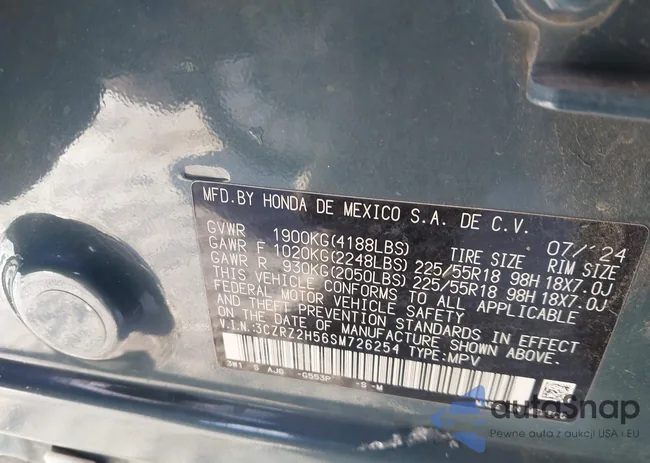 MFD.BY HONDA DE MEXICO S.A. DE C.V.
07/'24
GVWR 1900KG(4188LBS) TIRE SIZE RIM SIZE
GAWR F 1020KG(2248LBS) 225/55R18 98H 18X7.0J
GAWR R 930KG(2050LBS) 225/55R18 98H 18X7.0J
THIS VEHICLE CONFORMS TO ALL APPLICABLE
FEDERAL MOTOR VEHICLE SAFETY
AND THEFT PREVENTION STANDARDS IN EFFECT
ON THE DATE OF MANUFACTURE SHOWN ABOVE.
V.I.N:3CZRZ2H56SM726254 TYPE:MPV
3W1 S AJG -G553P -S-M
autoSnap
Pewne auta z aukcji USA i EU